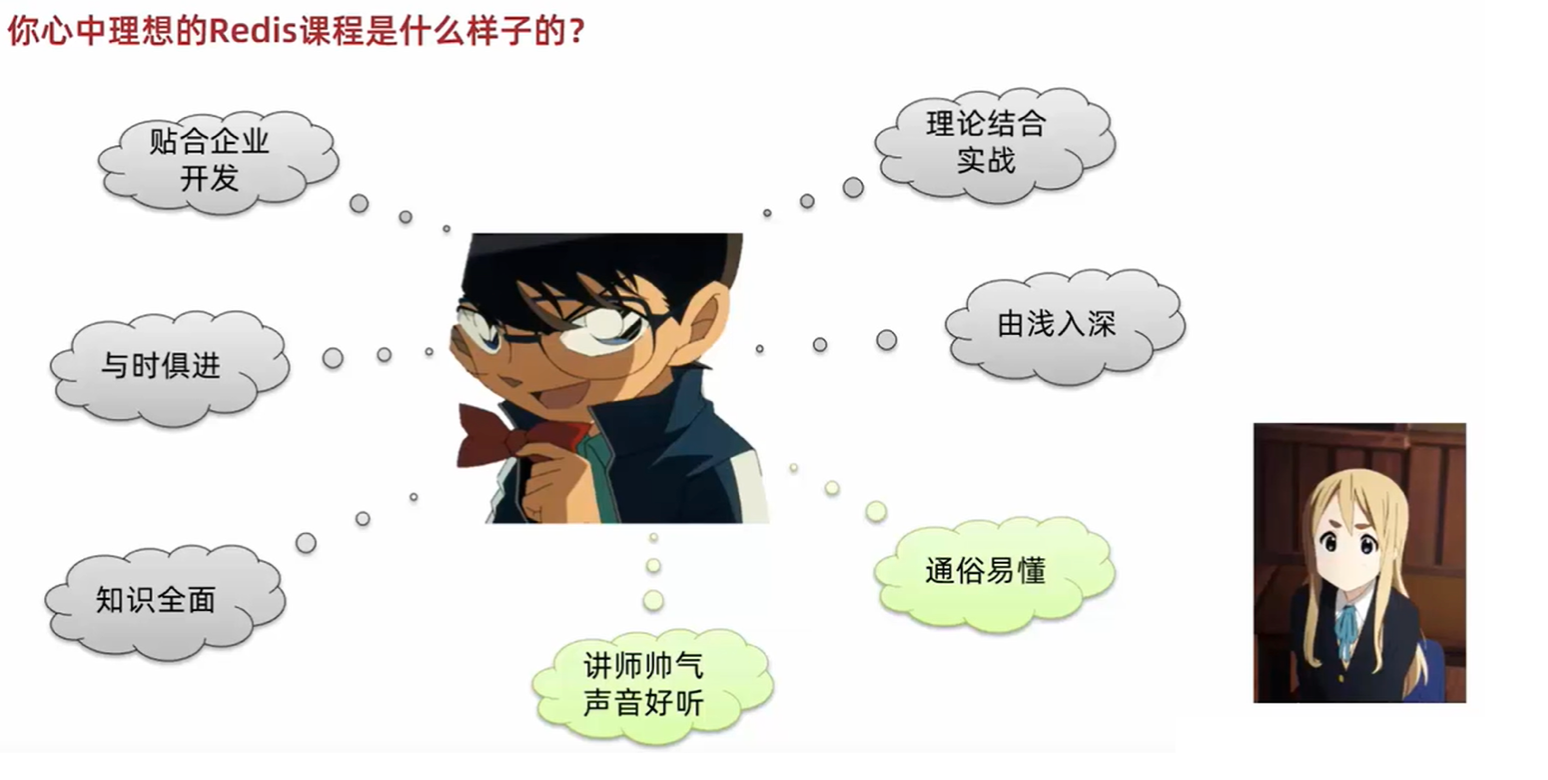 你心中理想的Redis课程是什么样子的?
贴合企业
开发
理论结合
实战
与时俱进
由浅入深
知识全面
通俗易懂
讲师帅气
声音好听